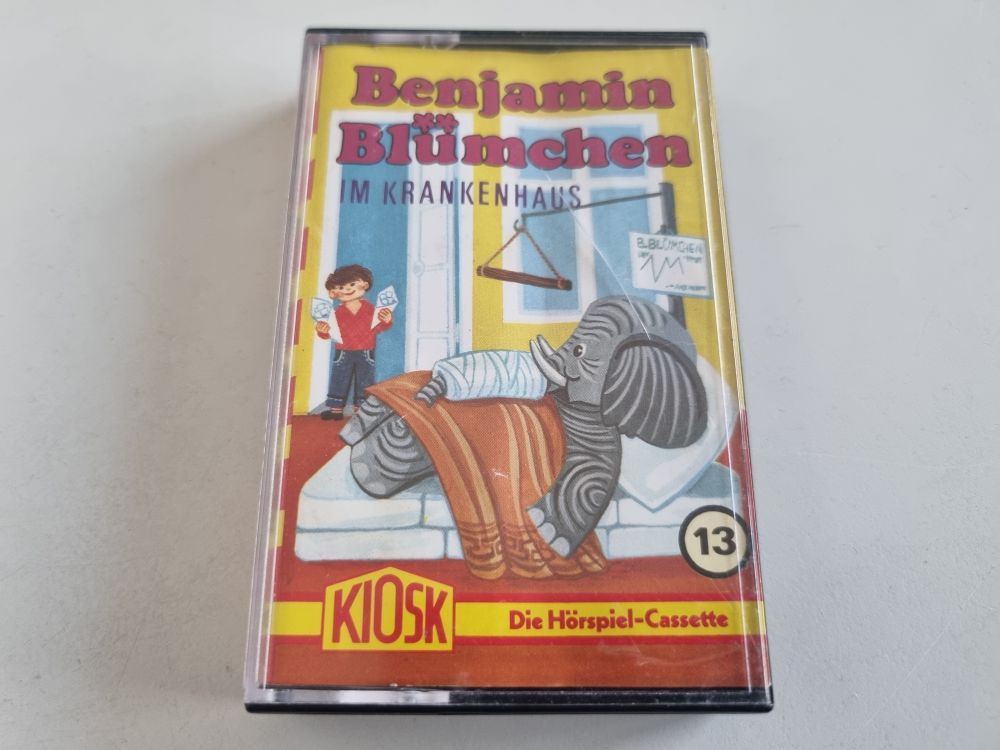 Benjamin
Blümchen
IM KRANKENHAUS
B.BLÜMCHEN
13
KIOSK
Die Hörspiel-Cassette